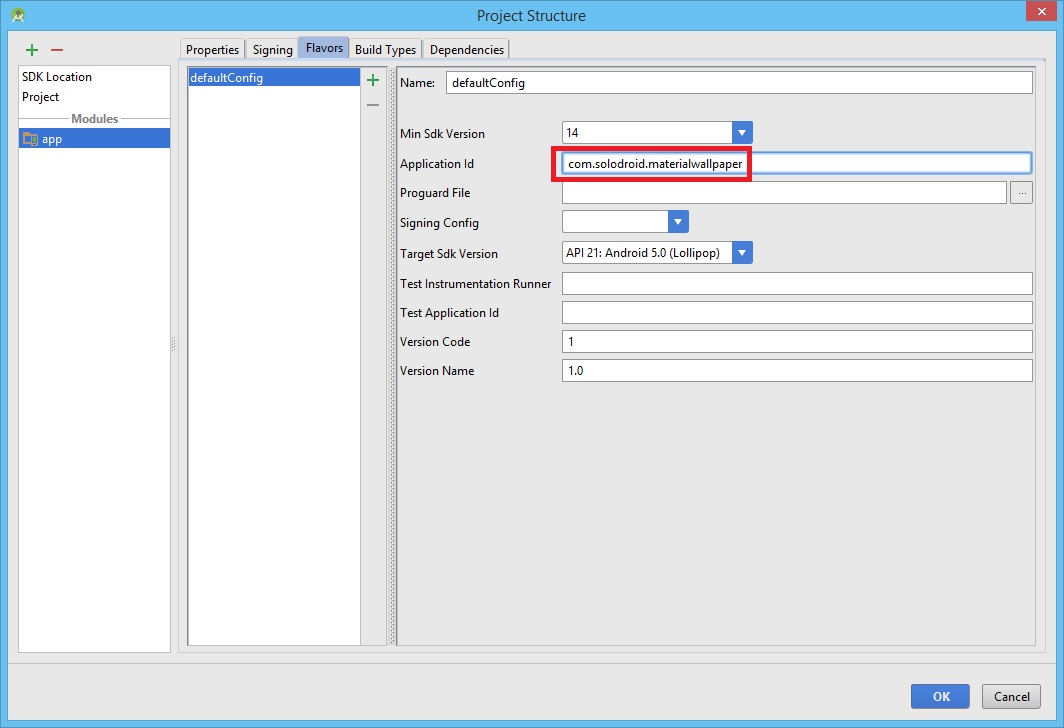 Project Structure
Properties Signing Flavors Build Types Dependencies
SDK Location
Project
Modules
app
defaultConfig
Name: defaultConfig
Min Sdk Version 14
Application Id com.solodroid.materialwallpaper
Proguard File ...
Signing Config
Target Sdk Version API 21: Android 5.0 (Lollipop)
Test Instrumentation Runner
Test Application Id
Version Code 1
Version Name 1.0
OK Cancel